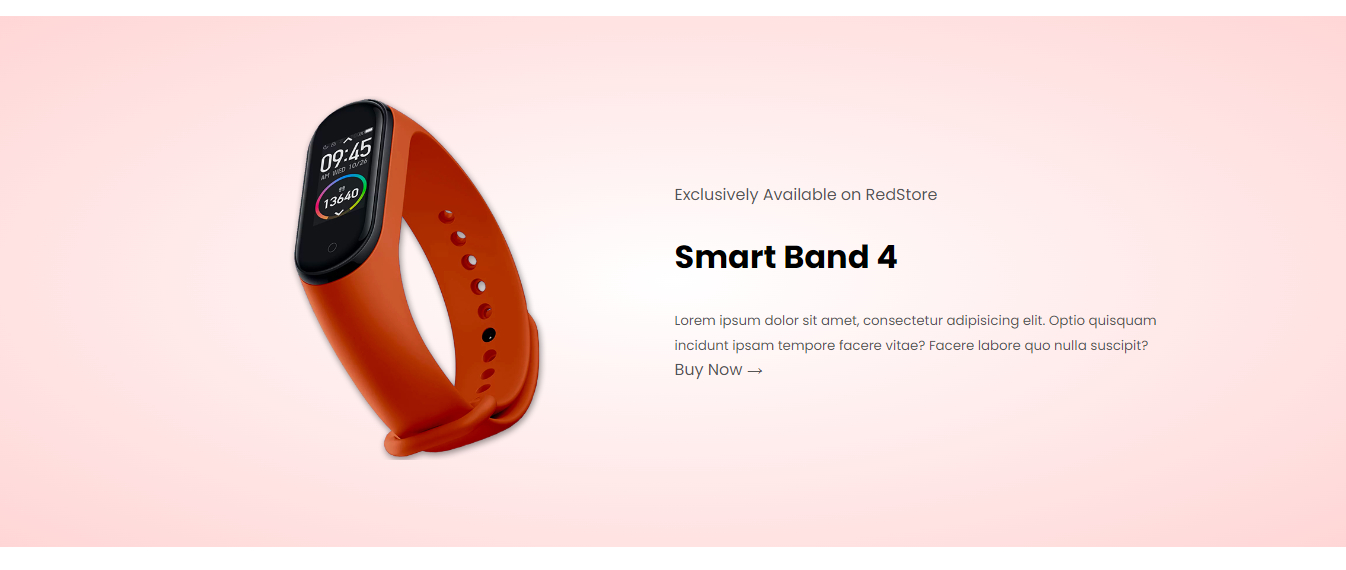 09:45
AM WED 10/26
13640
Exclusively Available on RedStore
Smart Band 4
Lorem ipsum dolor sit amet, consectetur adipisicing elit. Optio quisquam
incidunt ipsam tempore facere vitae? Facere labore quo nulla suscipit?
Buy Now →